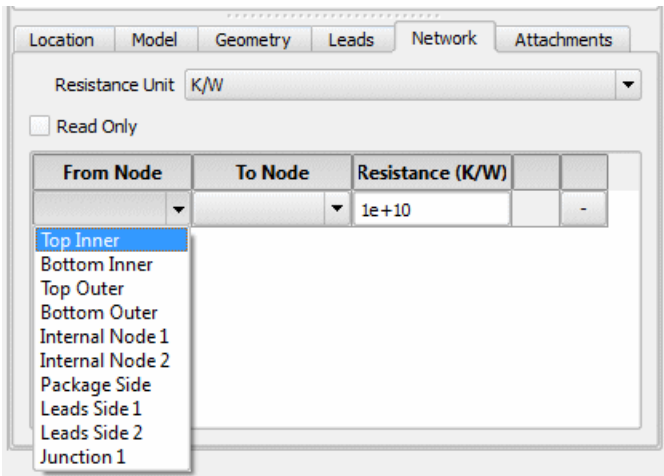 Location Model Geometry Leads Network Attachments
Resistance Unit K/W
Read Only
From Node To Node Resistance (K/W)
1e+10 -
Top Inner
Bottom Inner
Top Outer
Bottom Outer
Internal Node 1
Internal Node 2
Package Side
Leads Side 1
Leads Side 2
Junction 1